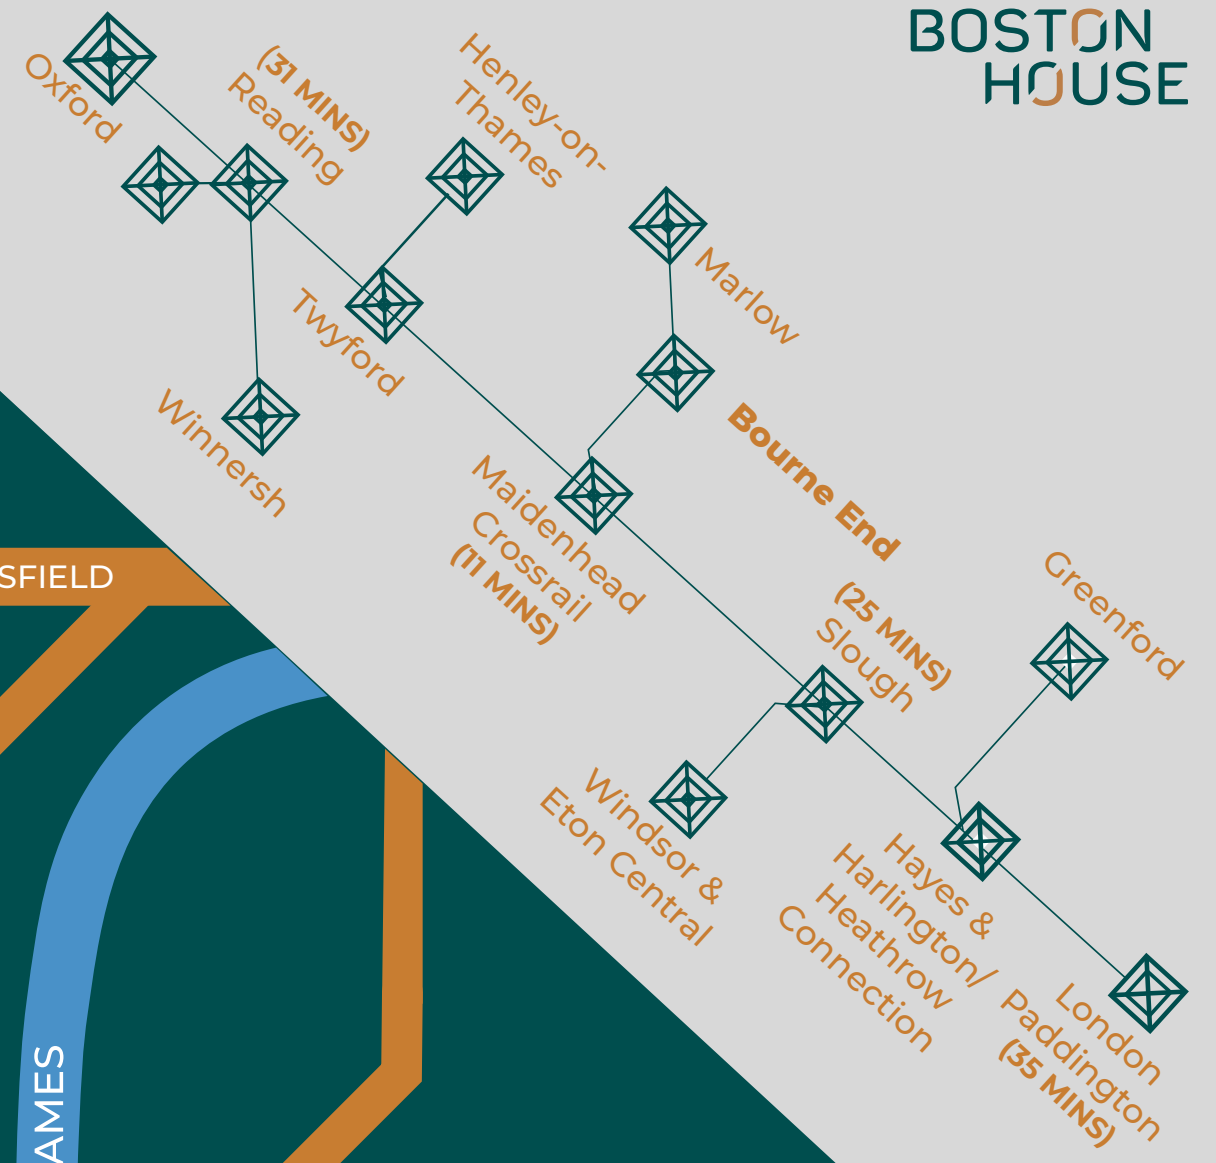 BOSTON
HOUSE
Oxford
(31 MINS)
Reading
Henley-on-
Thames
Marlow
Twyford
Winnersh
Bourne End
Maidenhead
Crossrail
(11 MINS)
(25 MINS)
Slough
Greenford
Windsor &
Eton Central
Hayes &
Harlington/
Heathrow
Connection
London
Paddington
(35 MINS)
SFIELD
AMES